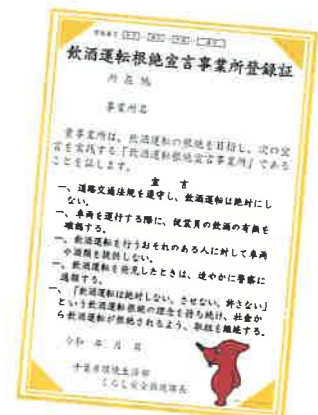 飲酒運転根絶宣言事業所登録証
所在地
事業所名
貴事業所は、飲酒運転の根絶を目指し、次の宣
言を実践する「飲酒運転根絶宣言事業所」である
ことを証します。
宣 言
一、道路交通法規を遵守し、飲酒運転は絶対にし
ない。
一、車両を運行する際に、従業員の飲酒の有無を
確認する。
一、飲酒運転を行うおそれのある人に対して車両
や酒類を提供しない。
一、飲酒運転を発見したときは、速やかに警察に
通報する。
一、「飲酒運転は絶対しない、させない、許さない」
という飲酒運転根絶の理念を持ち続け、社会か
ら飲酒運転が根絶されるよう、取組を継続する。
令和 年 月 日
千葉県環境生活部
くらし安全推進課長